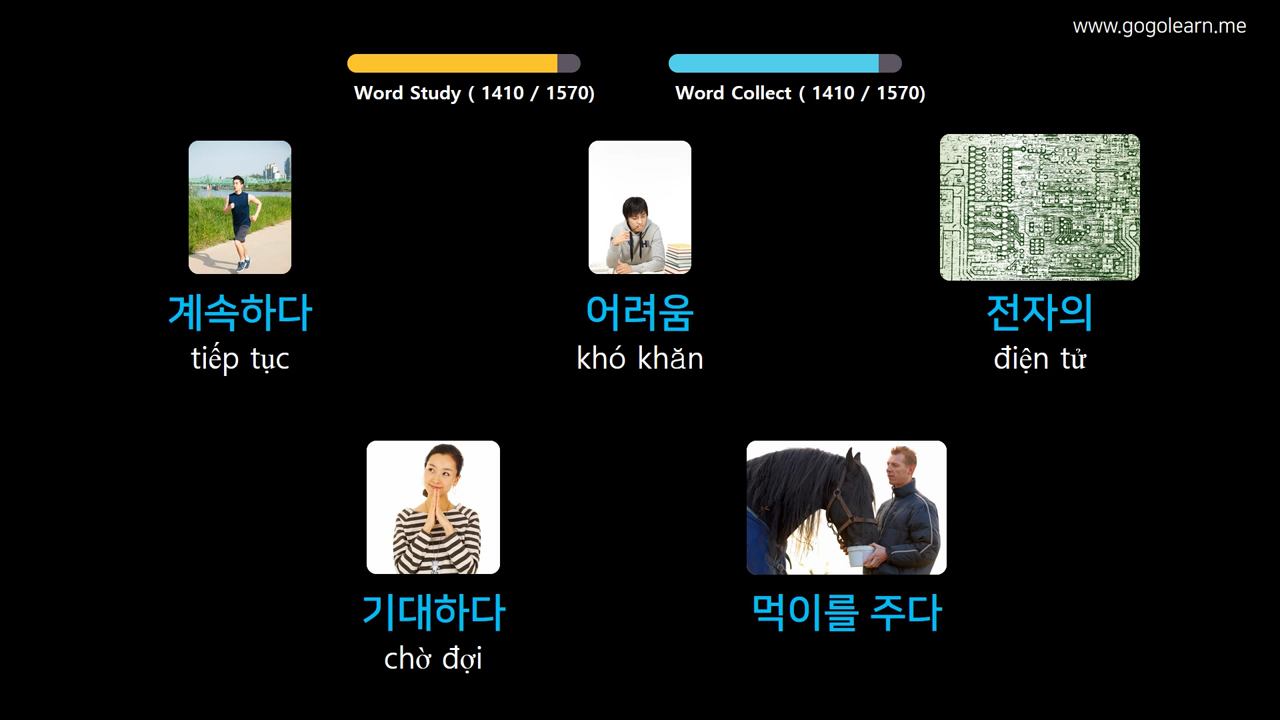 www.gogolearn.me
Word Study ( 1410 / 1570)
Word Collect ( 1410 / 1570)
계속하다
tiếp tục
어려움
khó khăn
전자의
điện tử
기대하다
chờ đợi
먹이를 주다